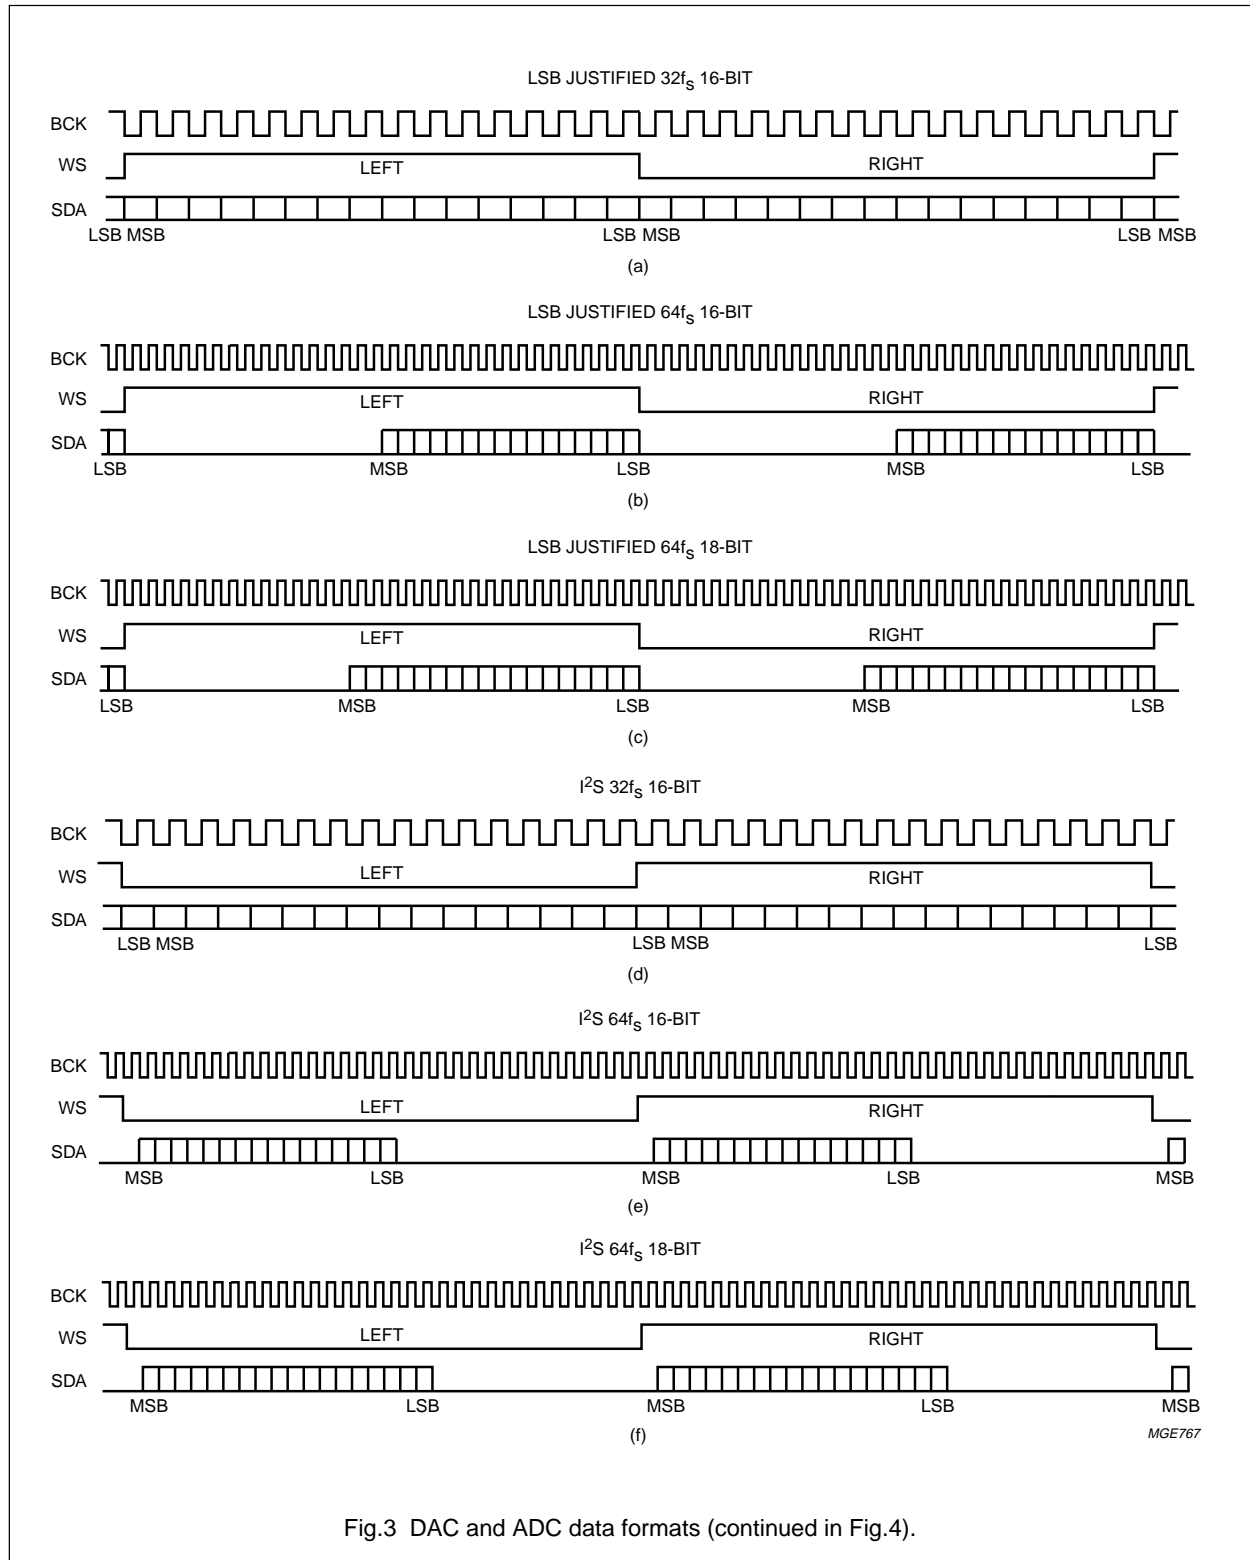 LSB JUSTIFIED 32fs 16-BIT
BCK
WS LEFT RIGHT
SDA
LSB MSB LSB MSB LSB MSB
(a)
LSB JUSTIFIED 64fs 16-BIT
BCK
WS LEFT RIGHT
SDA
LSB MSB LSB MSB LSB
(b)
LSB JUSTIFIED 64fs 18-BIT
BCK
WS LEFT RIGHT
SDA
LSB MSB LSB MSB LSB
(c)
I²S 32fs 16-BIT
BCK
WS LEFT RIGHT
SDA
LSB MSB LSB MSB LSB
(d)
I²S 64fs 16-BIT
BCK
WS LEFT RIGHT
SDA
MSB LSB MSB LSB MSB
(e)
I²S 64fs 18-BIT
BCK
WS LEFT RIGHT
SDA
MSB LSB MSB LSB MSB
(f)
MGE767
Fig.3 DAC and ADC data formats (continued in Fig.4).